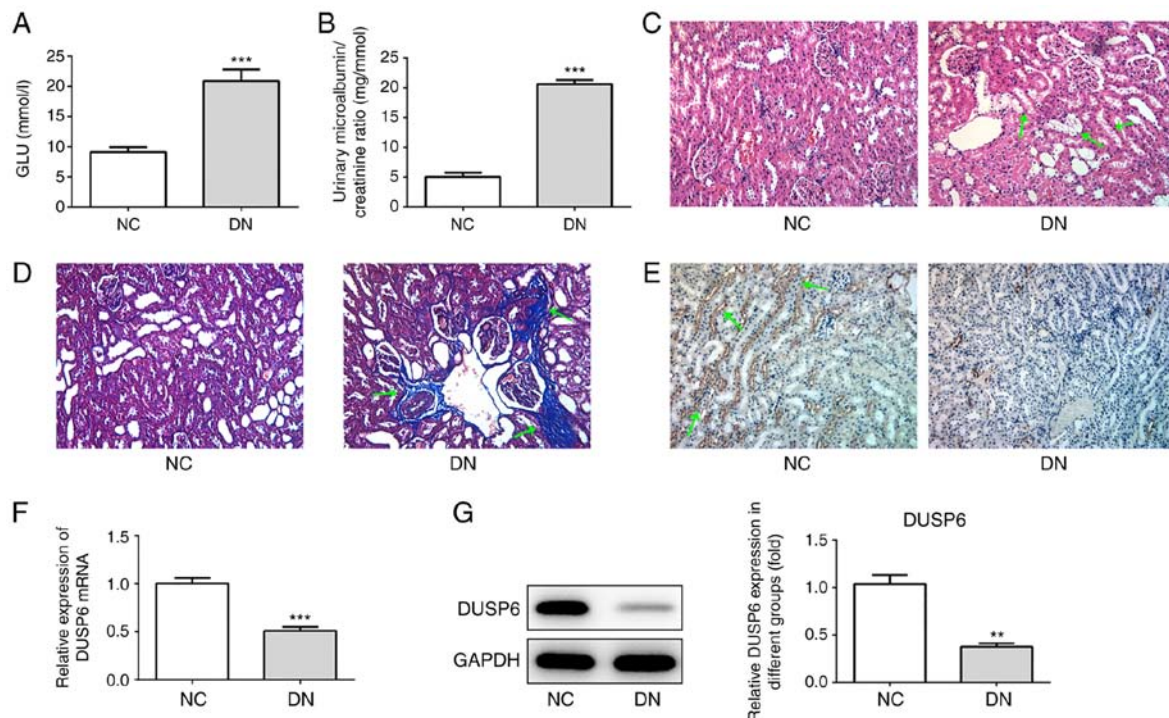 A
GLU (mmol/l)
25
20
15
10
5
0
***
NC
DN
B
Urinary microalbumin/
creatinine ratio (mg/mmol)
25
20
15
10
5
0
***
NC
DN
C
NC
DN
D
NC
DN
E
NC
DN
F
Relative expression of
DUSP6 mRNA
1.5
1.0
0.5
0.0
***
NC
DN
G
DUSP6
GAPDH
NC
DN
DUSP6
Relative DUSP6 expression in
different groups (fold)
1.5
1.0
0.5
0.0
**
NC
DN